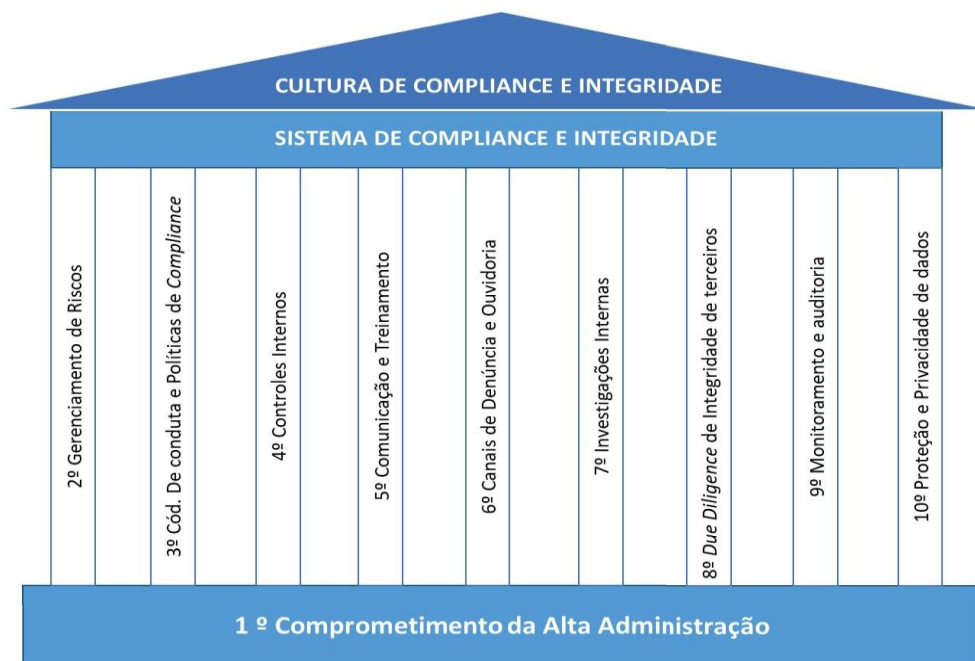 CULTURA DE COMPLIANCE E INTEGRIDADE
SISTEMA DE COMPLIANCE E INTEGRIDADE
2º Gerenciamento de Riscos
3º Cód. De conduta e Políticas de Compliance
4º Controles Internos
5º Comunicação e Treinamento
6º Canais de Denúncia e Ouvidoria
7º Investigações Internas
8º Due Diligence de Integridade de terceiros
9º Monitoramento e auditoria
10º Proteção e Privacidade de dados
1 º Comprometimento da Alta Administração